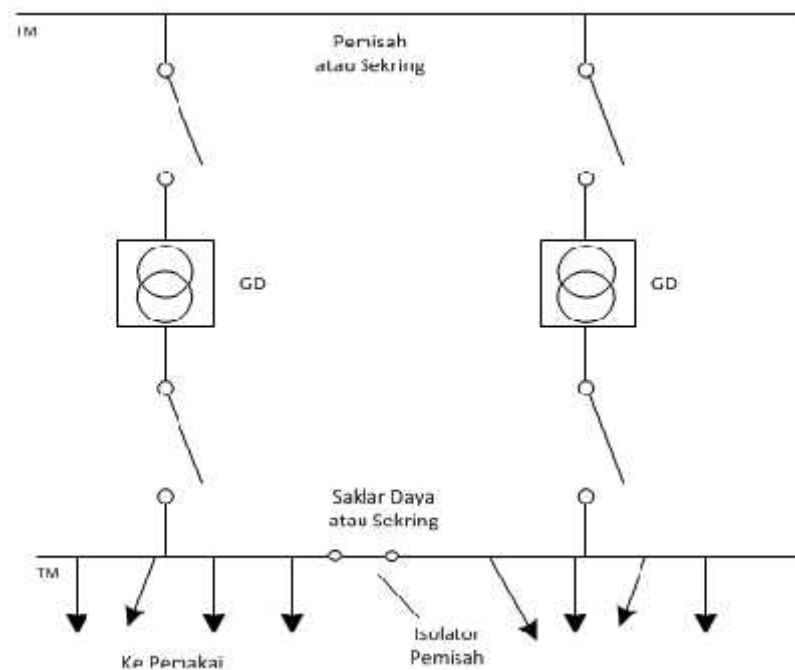 TM
Pemisah
atau Sekring
GD
GD
Saklar Daya
atau Sekring
TM
Isolator
Pemisah
Ke Pemakai